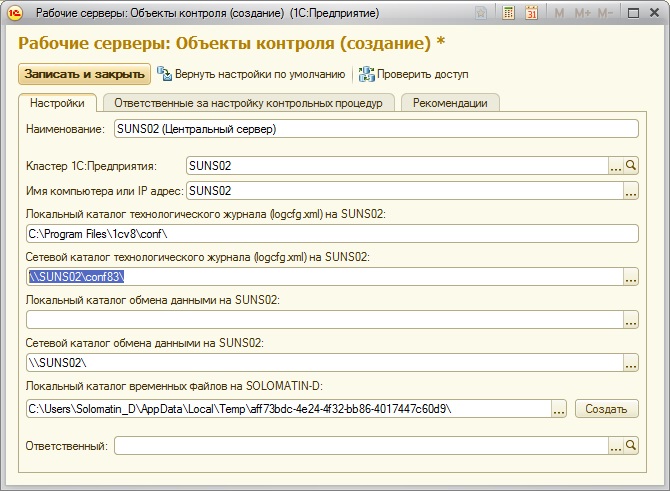 Рабочие серверы: Объекты контроля (создание) (1С:Предприятие)
M M+ M-
Рабочие серверы: Объекты контроля (создание) *
Записать и закрыть Вернуть настройки по умолчанию Проверить доступ
Настройки Ответственные за настройку контрольных процедур Рекомендации
Наименование: SUNS02 (Центральный сервер)
Кластер 1С:Предприятия: SUNS02 ...
Имя компьютера или IP адрес: SUNS02 ...
Локальный каталог технологического журнала (logcfg.xml) на SUNS02:
C:\Program Files\1cv8\conf\
Сетевой каталог технологического журнала (logcfg.xml) на SUNS02:
\\SUNS02\conf83\ ...
Локальный каталог обмена данными на SUNS02:
...
Сетевой каталог обмена данными на SUNS02:
\\SUNS02\ ...
Локальный каталог временных файлов на SOLOMATIN-D:
C:\Users\Solomatin_D\AppData\Local\Temp\aff73bdc-4e24-4f32-bb86-4017447c60d9\ ... Создать
Ответственный: ...